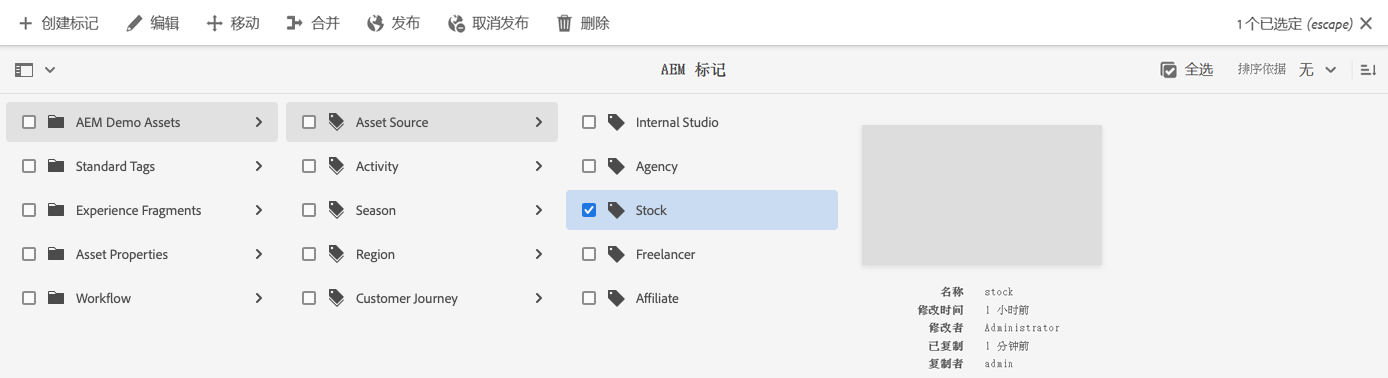 创建标记 编辑 移动 合并 发布 取消发布 删除 1 个已选定 (escape)
AEM 标记 全选 排序依据 无
AEM Demo Assets Asset Source Internal Studio
Standard Tags Activity Agency
Experience Fragments Season Stock
Asset Properties Region Freelancer
Workflow Customer Journey Affiliate
名称 stock
修改时间 1 小时前
修改者 Administrator
已复制 1 分钟前
复制者 admin